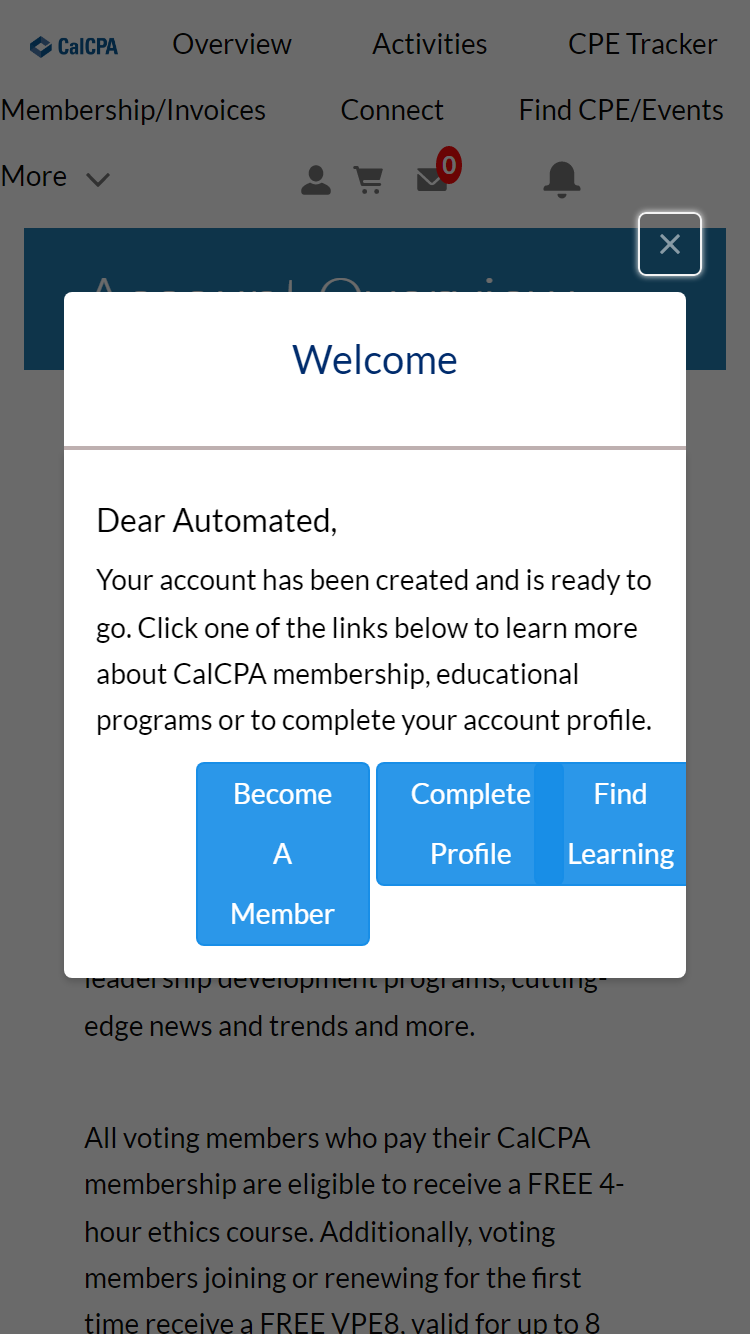 CalCPA Overview Activities CPE Tracker
Membership/Invoices Connect Find CPE/Events
More 0
Account Overview
Welcome
Dear Automated,
Your account has been created and is ready to
go. Click one of the links below to learn more
about CalCPA membership, educational
programs or to complete your account profile.
Become
A
Member
Complete
Profile
Find
Learning
leadership development programs, cutting-
edge news and trends and more.
All voting members who pay their CalCPA
membership are eligible to receive a FREE 4-
hour ethics course. Additionally, voting
members joining or renewing for the first
time receive a FREE VPE8, valid for up to 8